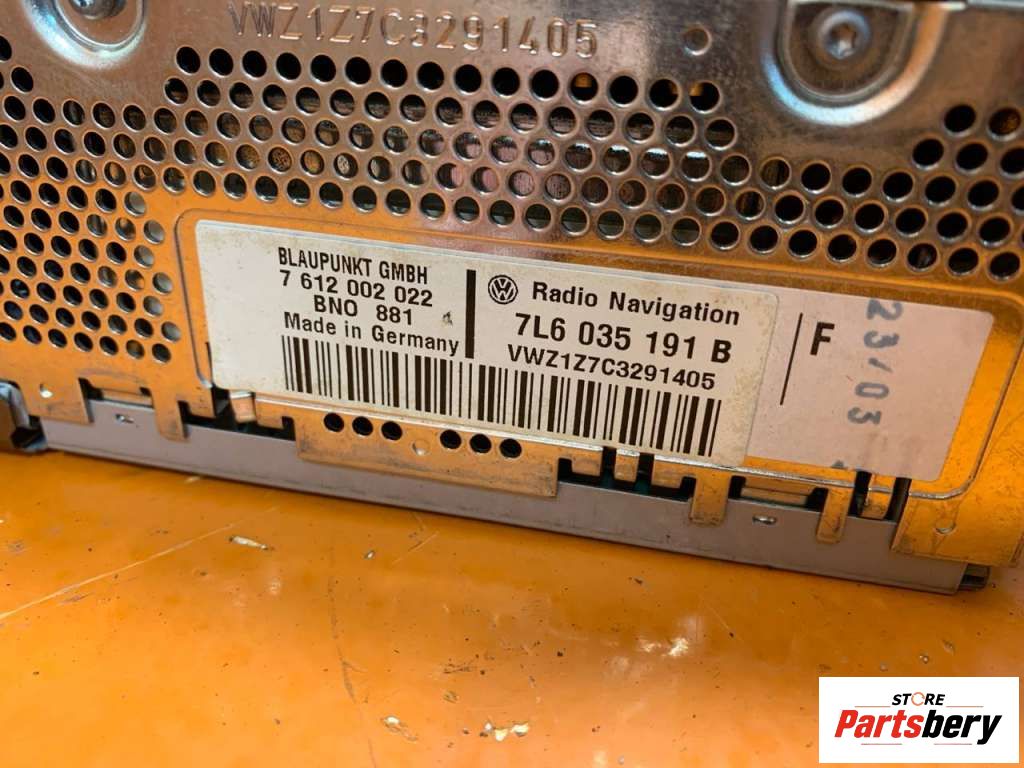 VWZ1Z7C3291405
BLAUPUNKT GMBH
7 612 002 022
BNO 881
Made in Germany
VW
Radio Navigation
7L6 035 191 B
VWZ1Z7C3291405
F
23/03
STORE
Partsbery